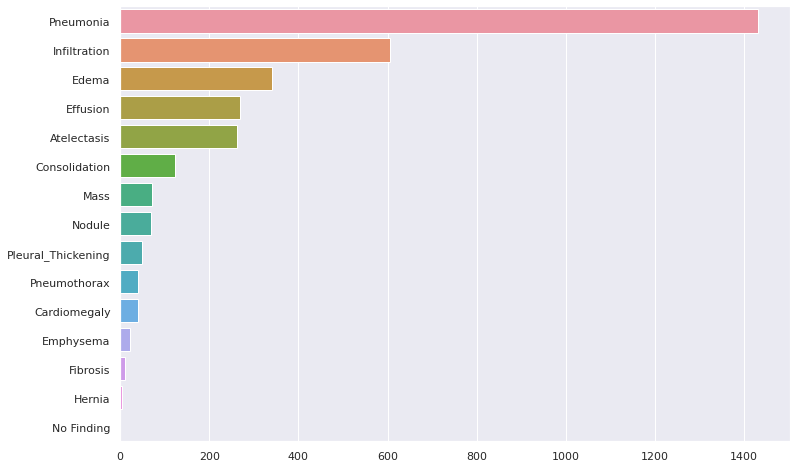 Pneumonia
Infiltration
Edema
Effusion
Atelectasis
Consolidation
Mass
Nodule
Pleural_Thickening
Pneumothorax
Cardiomegaly
Emphysema
Fibrosis
Hernia
No Finding
0 200 400 600 800 1000 1200 1400